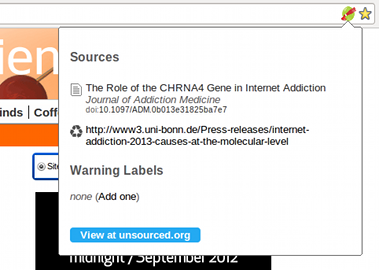 Sources
ien
The Role of the CHRNA4 Gene in Internet Addiction
Journal of Addiction Medicine
doi:10.1097/ADM.0b013e31825ba7e7
inds | Coff
http://www3.uni-bonn.de/Press-releases/internet-
addiction-2013-causes-at-the-molecular-level
Site
Warning Labels
none (Add one)
View at unsourced.org
midnight / September 2012